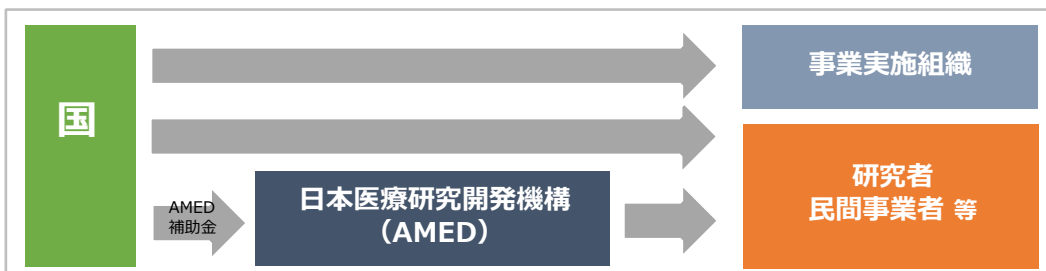 国
事業実施組織
AMED
補助金
日本医療研究開発機構
（AMED）
研究者
民間事業者 等